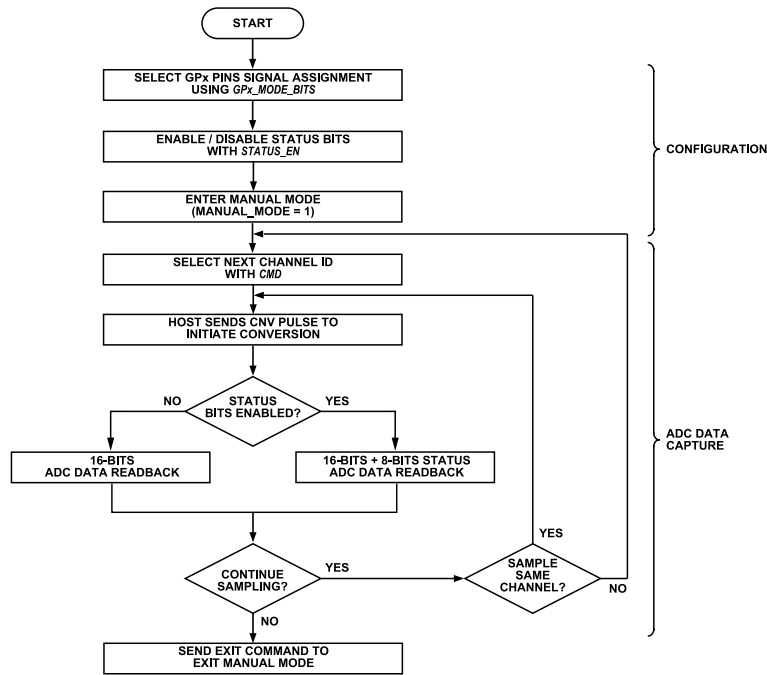 START
SELECT GPx PINS SIGNAL ASSIGNMENT
USING GPx_MODE_BITS
ENABLE / DISABLE STATUS BITS
WITH STATUS_EN
CONFIGURATION
ENTER MANUAL MODE
(MANUAL_MODE = 1)
SELECT NEXT CHANNEL ID
WITH CMD
HOST SENDS CNV PULSE TO
INITIATE CONVERSION
NO
STATUS
BITS ENABLED?
YES
ADC DATA
CAPTURE
16-BITS
ADC DATA READBACK
16-BITS + 8-BITS STATUS
ADC DATA READBACK
YES
CONTINUE
SAMPLING?
YES
SAMPLE
SAME
CHANNEL?
NO
NO
SEND EXIT COMMAND TO
EXIT MANUAL MODE